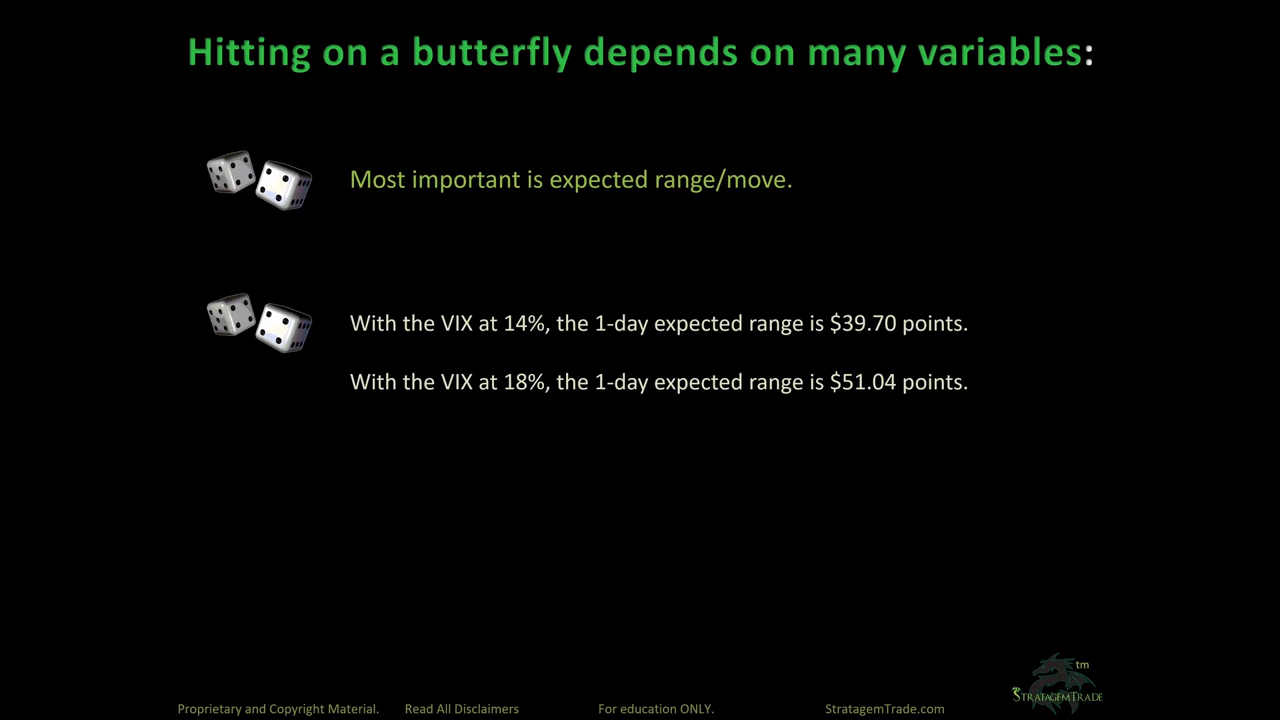 Hitting on a butterfly depends on many variables:
Most important is expected range/move.
With the VIX at 14%, the 1-day expected range is $39.70 points.
With the VIX at 18%, the 1-day expected range is $51.04 points.
tm
STRATAGEMTRADE
Proprietary and Copyright Material. Read All Disclaimers For education ONLY. StratagemTrade.com